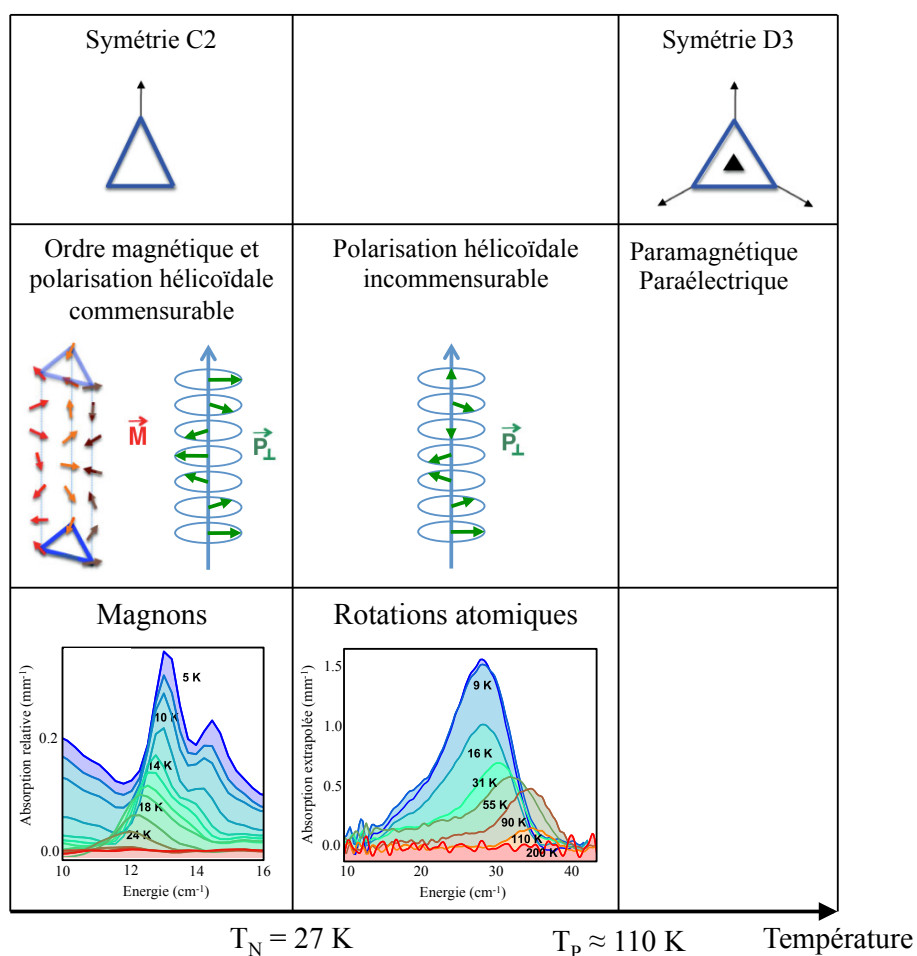 Symétrie C2
Symétrie D3
Ordre magnétique et
polarisation hélicoïdale
commensurable
Polarisation hélicoïdale
incommensurable
Paramagnétique
Paraélectrique
M
P⊥
P⊥
Magnons
Rotations atomiques
Absorption relative (mm-1)
0.2
0.0
5 K
10 K
14 K
18 K
24 K
10 12 14 16
Energie (cm-1)
Absorption extrapolée (mm-1)
1.5
1.0
0.5
0.0
9 K
16 K
31 K
55 K
90 K
110 K
200 K
10 20 30 40
Energie (cm-1)
TN = 27 K
TP ≈ 110 K
Température